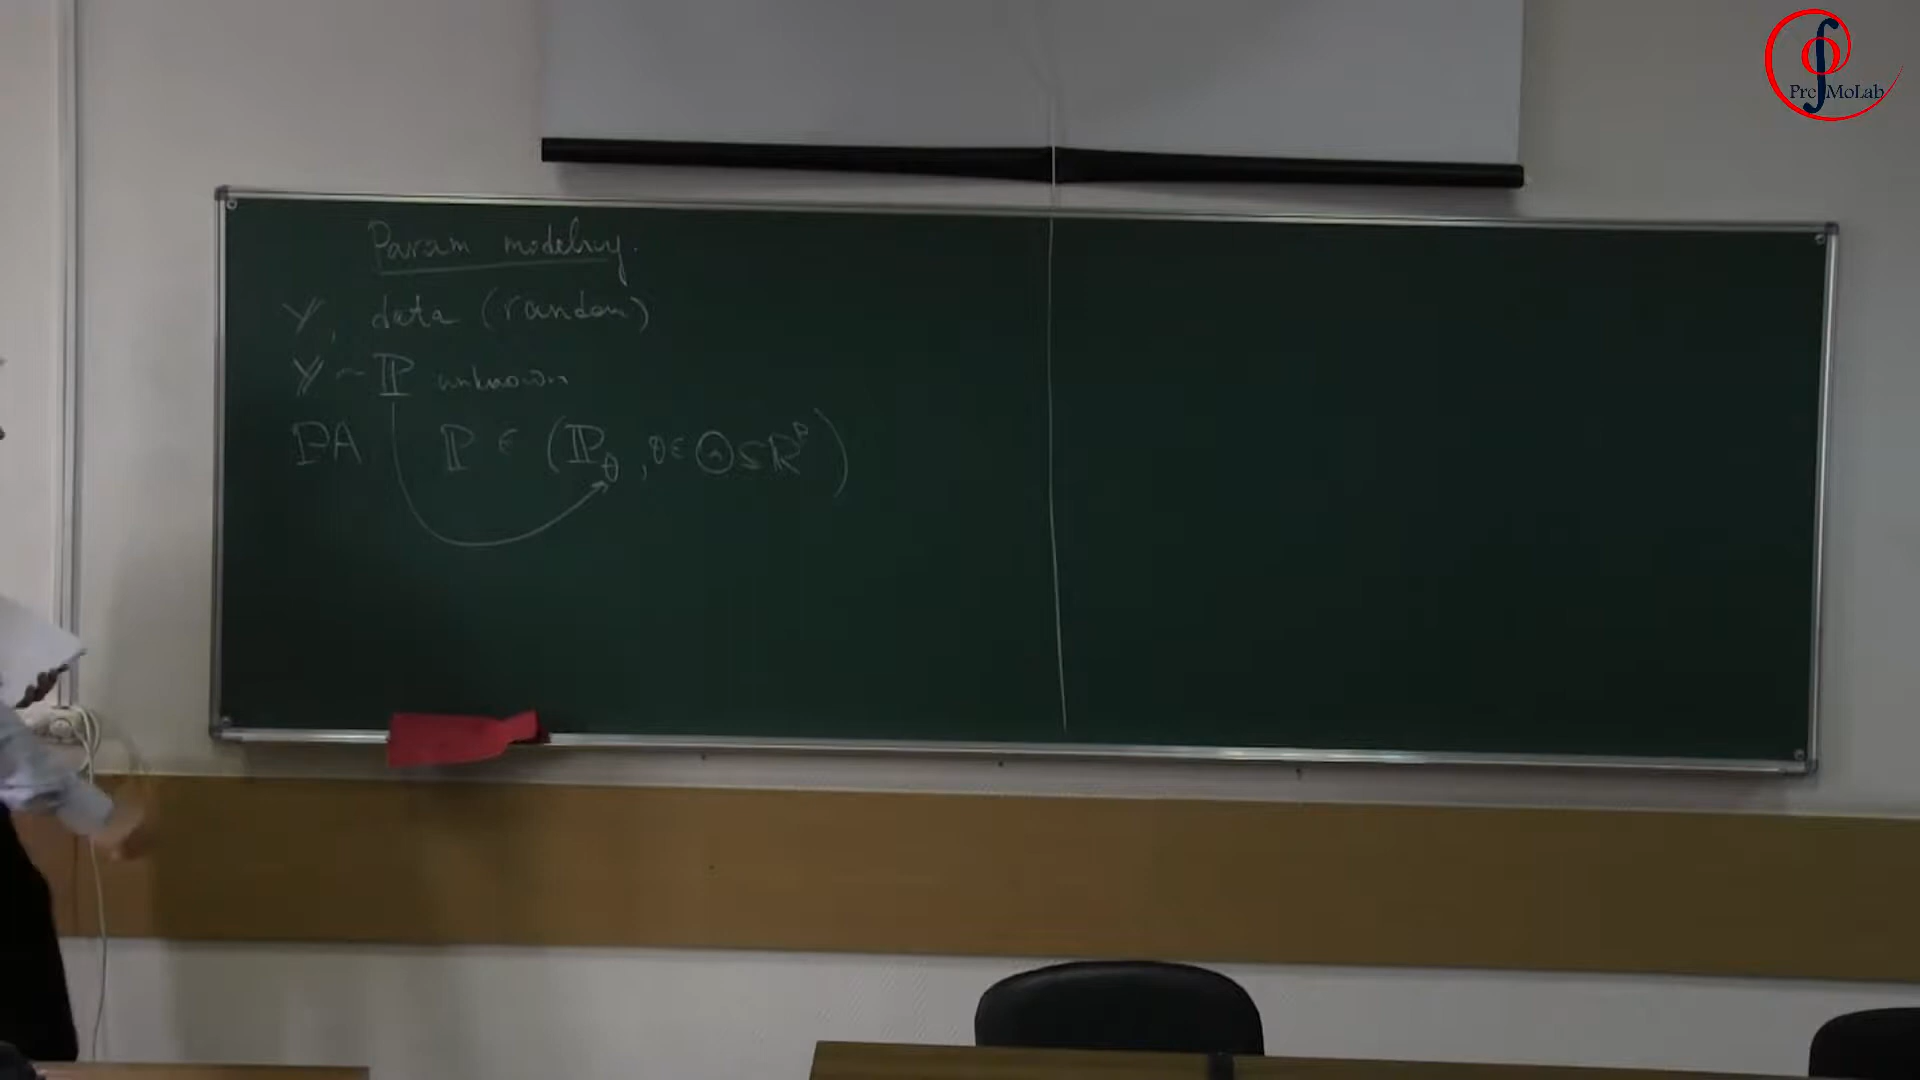 Param modeling.
Y, data (random)
Y ~ ℙ unknown
PA ℙ ∈ (ℙ_θ, θ ∈ Θ ⊆ ℝ^p)
PreMoLab